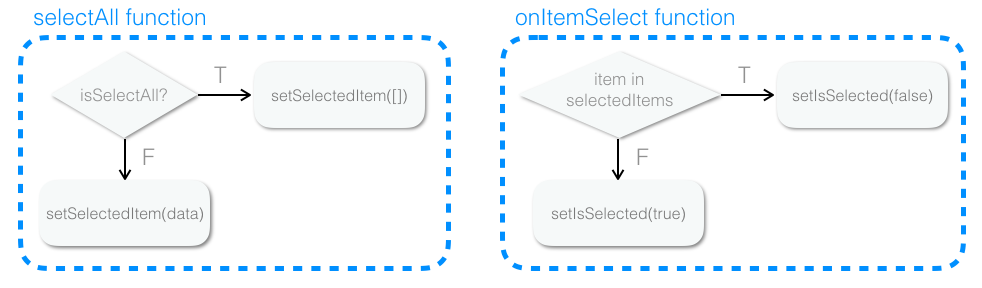 selectAll function
isSelectAll?
T
setSelectedItem([])
F
setSelectedItem(data)
onItemSelect function
item in
selectedItems
T
setIsSelected(false)
F
setIsSelected(true)